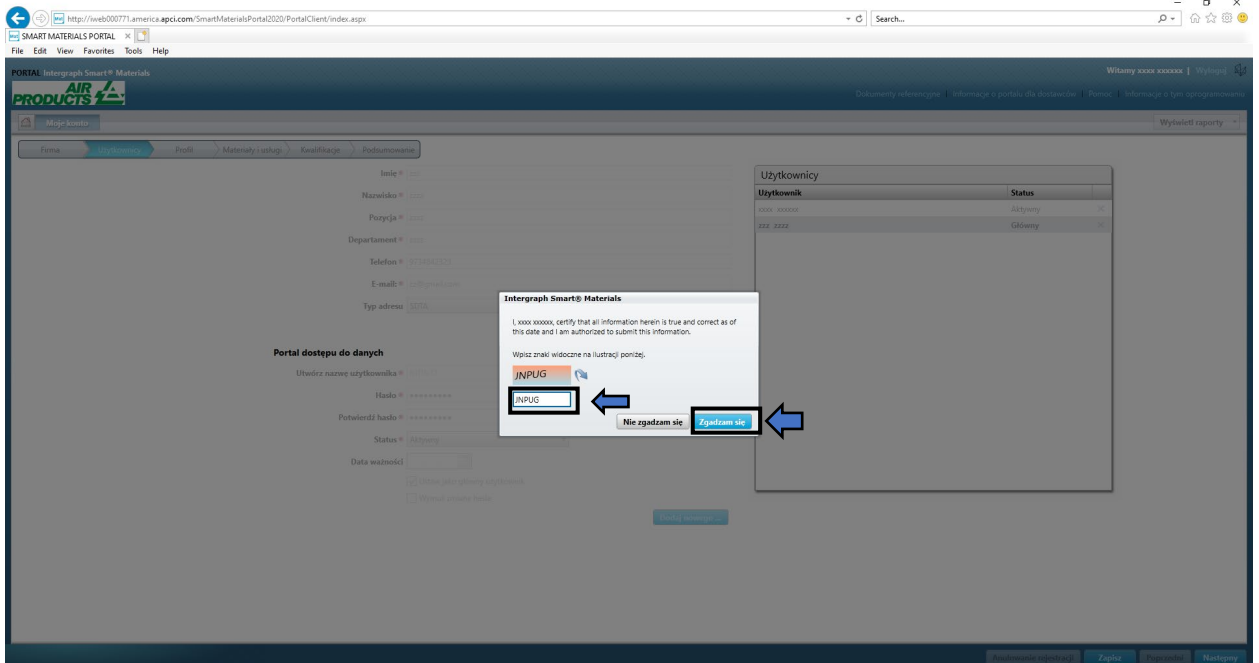 http://iweb000771.america.apci.com/SmartMaterialsPortal2020/PortalClient/index.aspx
Search...
SMART MATERIALS PORTAL
File Edit View Favorites Tools Help
PORTAL Intergraph Smart® Materials
Witamy xxxx xxxxxx | Wyloguj
AIR PRODUCTS
Dokumenty referencyjne | Informacje o portalu dla dostawców | Pomoc | Informacje o tym oprogramowaniu
Moje konto
Wyświetl raporty
Firma Użytkownicy Profil Materiały i usługi Kwalifikacje Podsumowanie
Imię
Nazwisko
Pozycja
Departament
Telefon
E-mail:
Typ adresu
Portal dostępu do danych
Utwórz nazwę użytkownika
Hasło
Potwierdź hasło
Status Aktywny
Data ważności
Użytkownicy
Użytkownik Status
xxxx xxxxxx Aktywny
zzz zzzz Główny
Intergraph Smart® Materials
I, xxxx xxxxxx, certify that all information herein is true and correct as of
this date and I am authorized to submit this information.
Wpisz znaki widoczne na ilustracji poniżej.
JNPUG
JNPUG
Nie zgadzam się Zgadzam się
Zapisz Poprzedni Następny